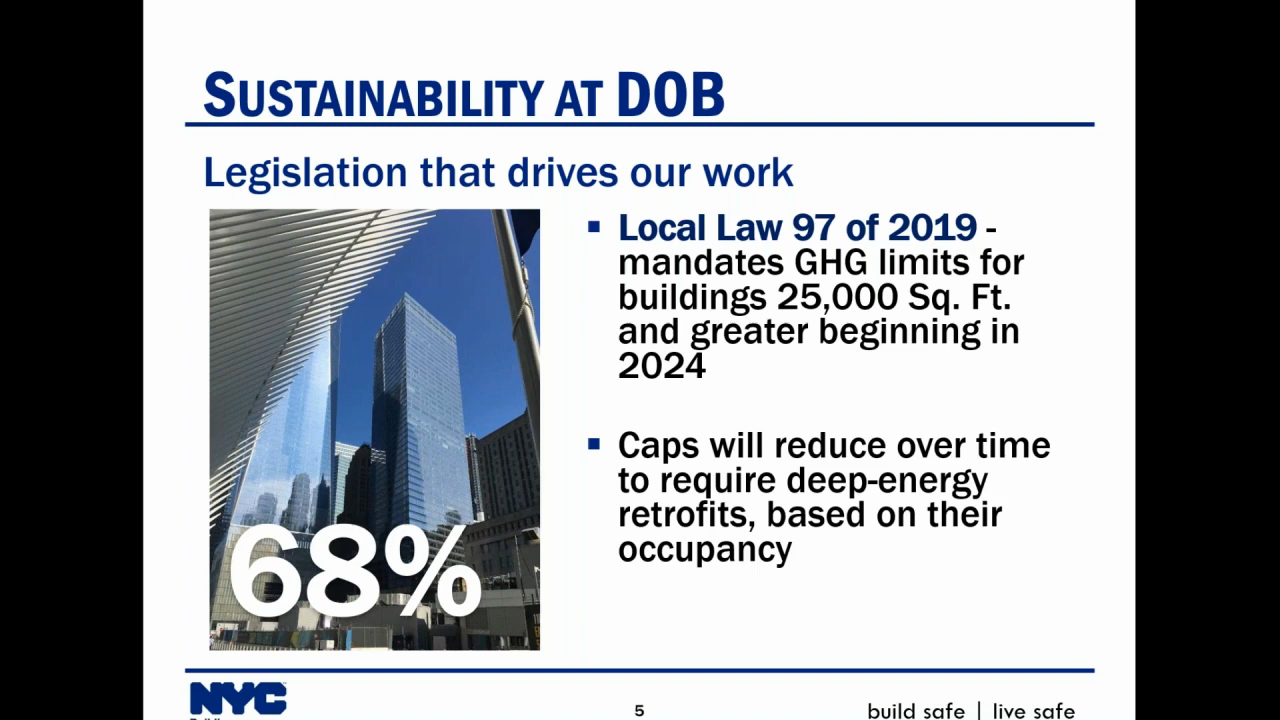 SUSTAINABILITY AT DOB
Legislation that drives our work
▪ Local Law 97 of 2019 -
mandates GHG limits for
buildings 25,000 Sq. Ft.
and greater beginning in
2024
▪ Caps will reduce over time
to require deep-energy
retrofits, based on their
occupancy
68%
NYC
5
build safe | live safe